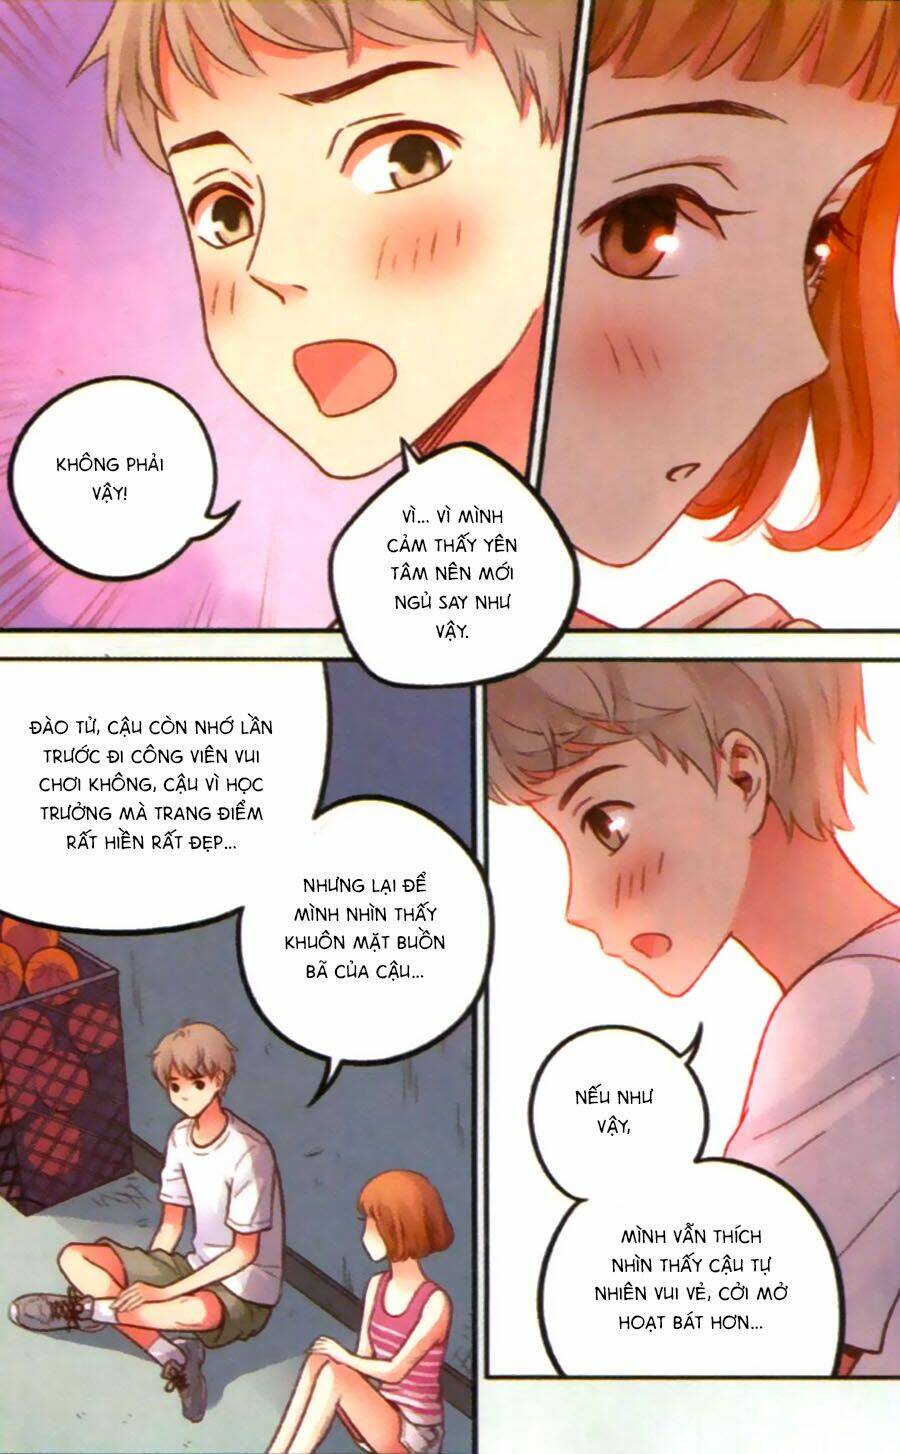 KHÔNG PHẢI
VẬY!
VÌ... VÌ MÌNH
CẢM THẤY YÊN
TÂM NÊN MỚI
NGỦ SAY NHƯ
VẬY.
ĐÀO TỬ, CẬU CÒN NHỚ LẦN
TRƯỚC ĐI CÔNG VIÊN VUI
CHƠI KHÔNG, CẬU VÌ HỌC
TRƯỞNG MÀ TRANG ĐIỂM
RẤT HIỀN RẤT ĐẸP...
NHƯNG LẠI ĐỂ
MÌNH NHÌN THẤY
KHUÔN MẶT BUỒN
BÃ CỦA CẬU...
NẾU NHƯ
VẬY,
MÌNH VẪN THÍCH
NHÌN THẤY CẬU TỰ
NHIÊN VUI VẺ, CỞI MỞ
HOẠT BÁT HƠN...